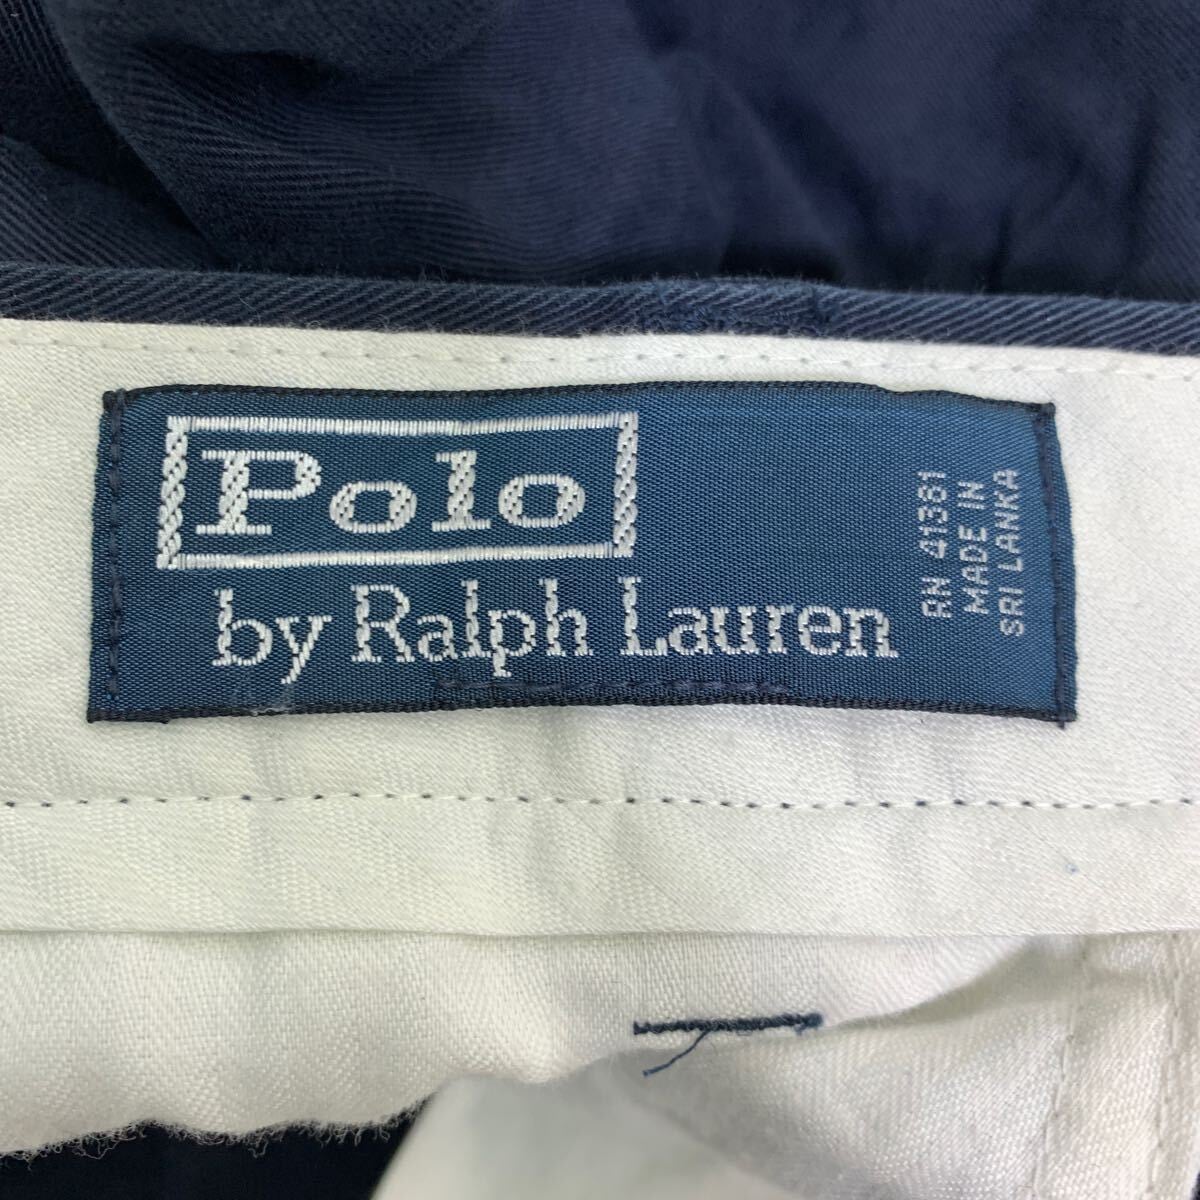 Polo
by Ralph Lauren
RN 41381
MADE IN
SRI LANKA